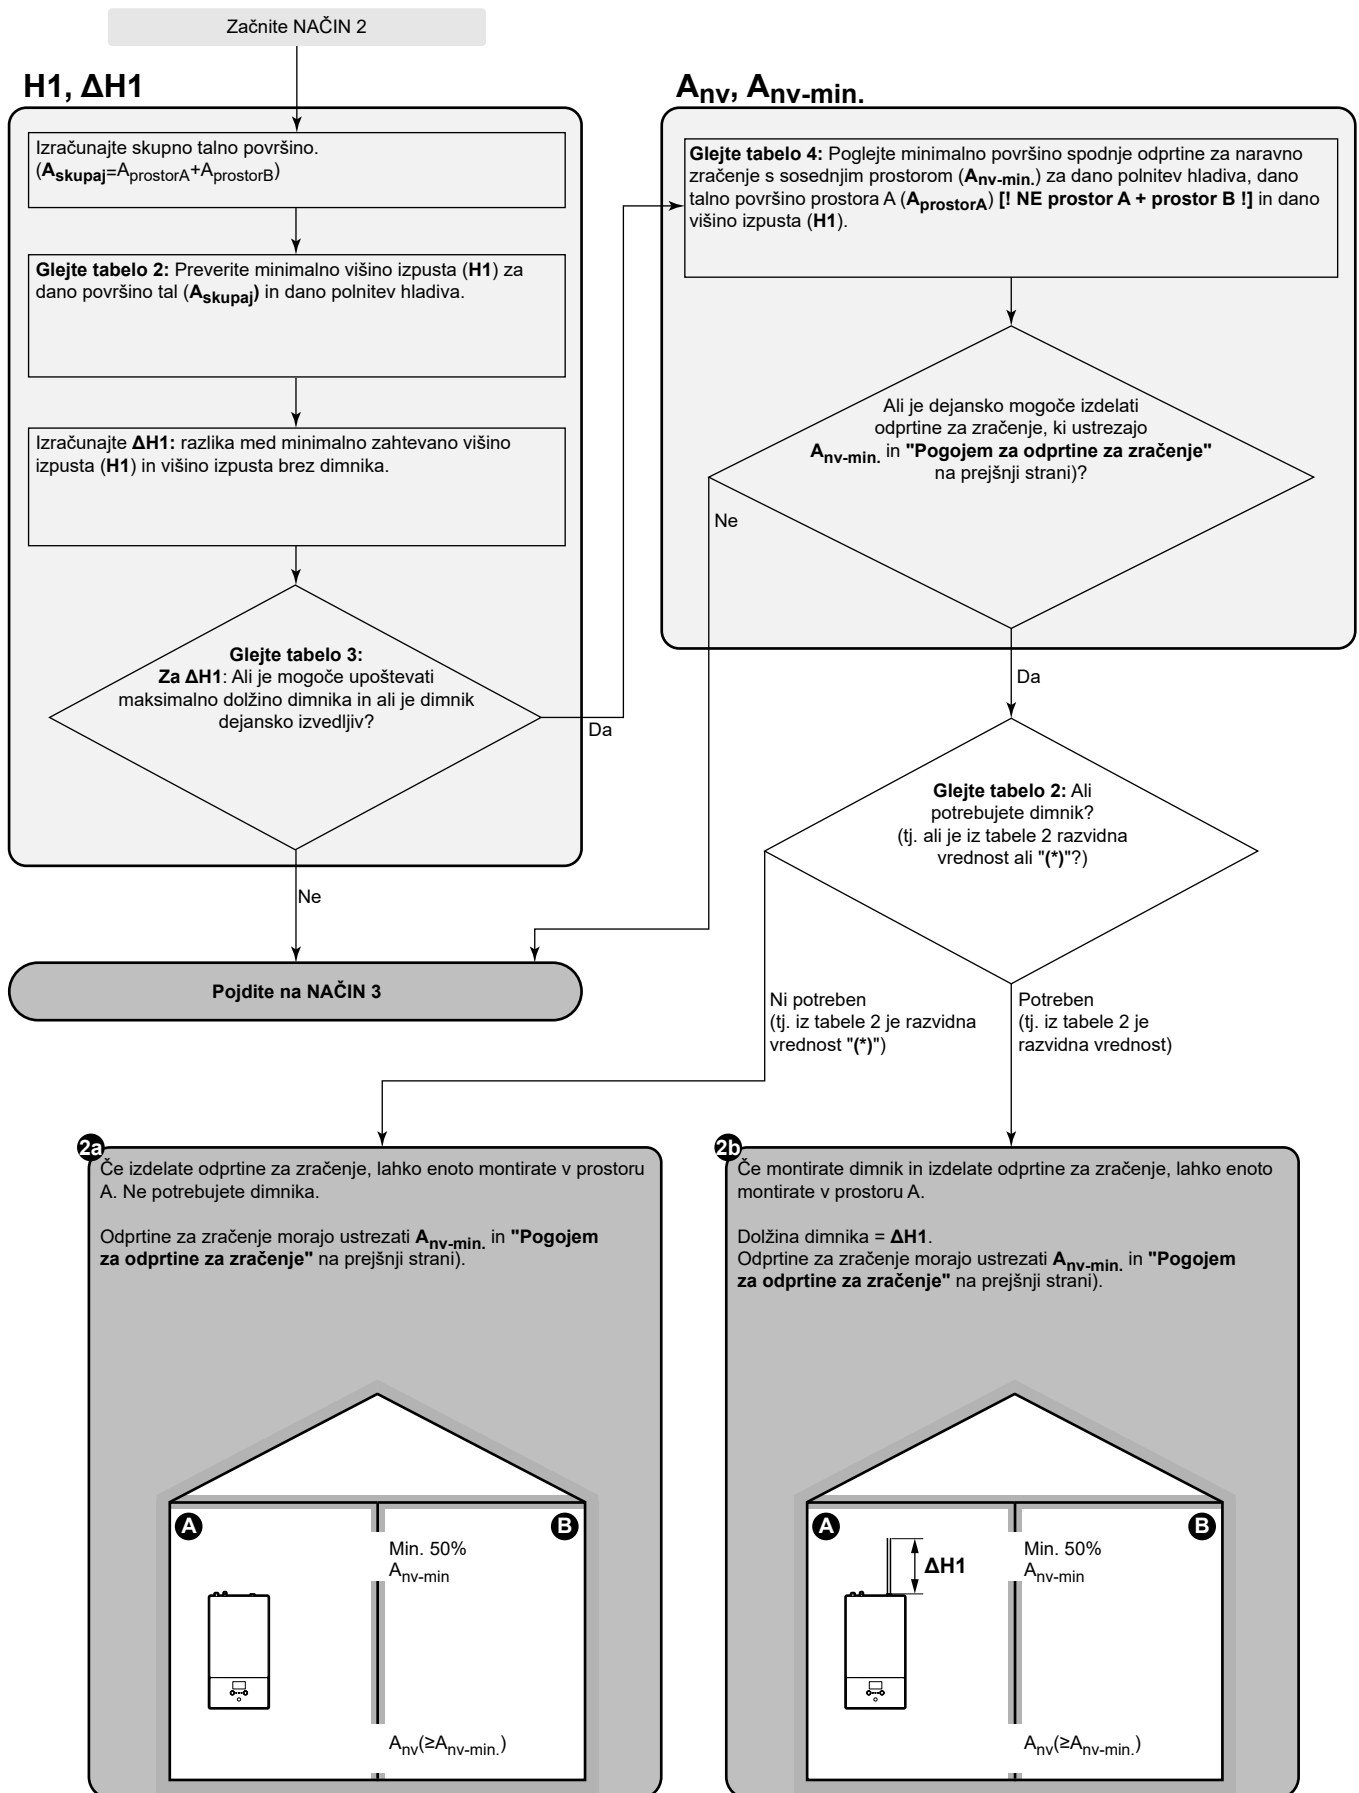 Začnite NAČIN 2
H1, ΔH1
Izračunajte skupno talno površino.
(Askupaj=AprostorA+AprostorB)
Glejte tabelo 2: Preverite minimalno višino izpusta (H1) za
dano površino tal (Askupaj) in dano polnitev hladiva.
Izračunajte ΔH1: razlika med minimalno zahtevano višino
izpusta (H1) in višino izpusta brez dimnika.
Glejte tabelo 3:
Za ΔH1: Ali je mogoče upoštevati
maksimalno dolžino dimnika in ali je dimnik
dejansko izvedljiv?
Da
Ne
Pojdite na NAČIN 3
Anv, Anv-min.
Glejte tabelo 4: Poglejte minimalno površino spodnje odprtine za naravno
zračenje s sosednjim prostorom (Anv-min.) za dano polnitev hladiva, dano
talno površino prostora A (AprostorA) [! NE prostor A + prostor B !] in dano
višino izpusta (H1).
Ali je dejansko mogoče izdelati
odprtine za zračenje, ki ustrezajo
Anv-min. in "Pogojem za odprtine za zračenje"
na prejšnji strani)?
Ne
Da
Glejte tabelo 2: Ali
potrebujete dimnik?
(tj. ali je iz tabele 2 razvidna
vrednost ali "(*)"?)
Ni potreben
(tj. iz tabele 2 je razvidna
vrednost "(*)")
Potreben
(tj. iz tabele 2 je
razvidna vrednost)
2a
Če izdelate odprtine za zračenje, lahko enoto montirate v prostoru
A. Ne potrebujete dimnika.
Odprtine za zračenje morajo ustrezati Anv-min. in "Pogojem
za odprtine za zračenje" na prejšnji strani).
A
B
Min. 50%
Anv-min
Anv(≥Anv-min.)
2b
Če montirate dimnik in izdelate odprtine za zračenje, lahko enoto
montirate v prostoru A.
Dolžina dimnika = ΔH1.
Odprtine za zračenje morajo ustrezati Anv-min. in "Pogojem
za odprtine za zračenje" na prejšnji strani).
A
B
ΔH1
Min. 50%
Anv-min
Anv(≥Anv-min.)